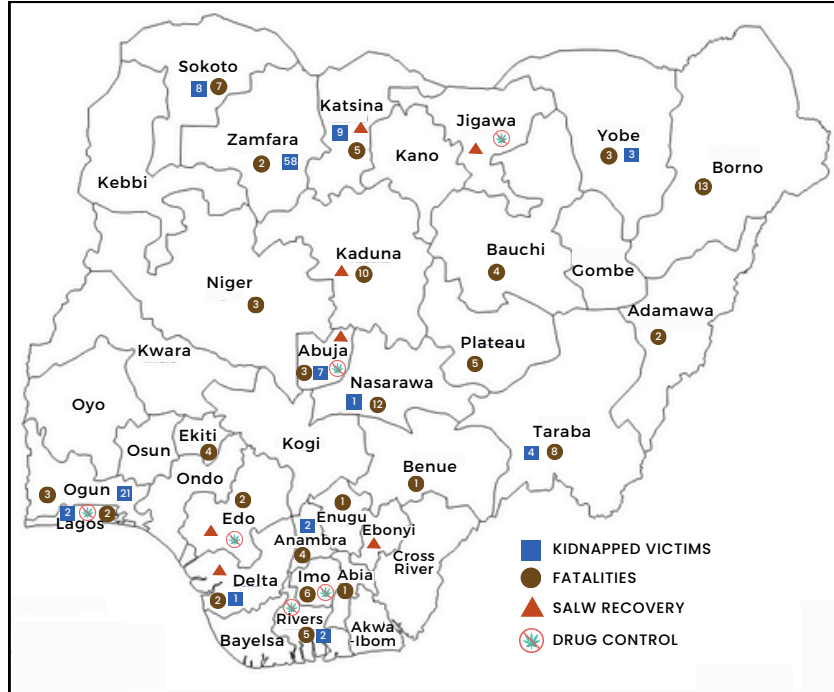 Sokoto
8 7
Katsina
9
5
Jigawa
Zamfara
2 58
Kano
Yobe
3 3
Borno
13
Kebbi
Kaduna
10
Bauchi
4
Gombe
Niger
3
Adamawa
2
Abuja
3 7
Plateau
5
Kwara
Nasarawa
1 12
Oyo
Osun
Ekiti
4
Kogi
Taraba
4 8
Benue
1
Ondo
Ogun
3 21
2 2
Lagos
2
Edo
1
Enugu
2
Anambra
4
Ebonyi
Cross
River
Delta
2 1
Imo
6
Abia
1
Rivers
5 2
Bayelsa
Akwa
-Ibom
KIDNAPPED VICTIMS
FATALITIES
SALW RECOVERY
DRUG CONTROL